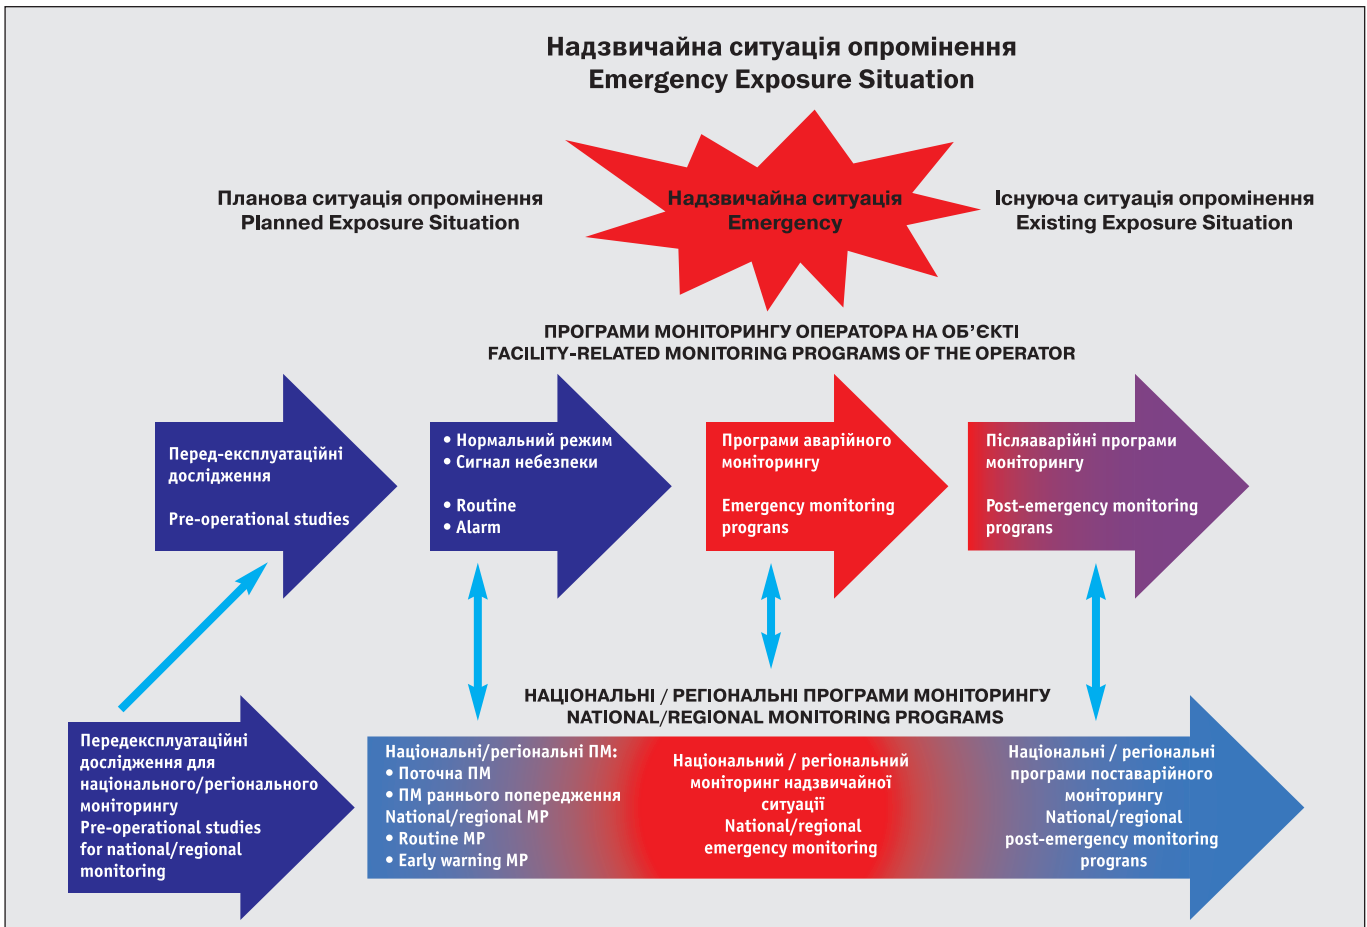 Надзвичайна ситуація опромінення
Emergency Exposure Situation
Планова ситуація опромінення
Planned Exposure Situation
Надзвичайна ситуація
Emergency
Існуюча ситуація опромінення
Existing Exposure Situation
ПРОГРАМИ МОНІТОРИНГУ ОПЕРАТОРА НА ОБ’ЄКТІ
FACILITY-RELATED MONITORING PROGRAMS OF THE OPERATOR
Перед-експлуатаційні
дослідження
Pre-operational studies
• Нормальний режим
• Сигнал небезпеки
• Routine
• Alarm
Програми аварійного
моніторингу
Emergency monitoring
prograns
Післяаварійні програми
моніторингу
Post-emergency monitoring
prograns
НАЦІОНАЛЬНІ / РЕГІОНАЛЬНІ ПРОГРАМИ МОНІТОРИНГУ
NATIONAL/REGIONAL MONITORING PROGRAMS
Передексплуатаційні
дослідження для
національного/регіонального
моніторингу
Pre-operational studies
for national/regional
monitoring
Національні/регіональні ПМ:
• Поточна ПМ
• ПМ раннього попередження
National/regional MP
• Routine MP
• Early warning MP
Національний / регіональний
моніторинг надзвичайної
ситуації
National/regional
emergency monitoring
Національні / регіональні
програми поставарійного
моніторингу
National/regional
post-emergency monitoring
prograns